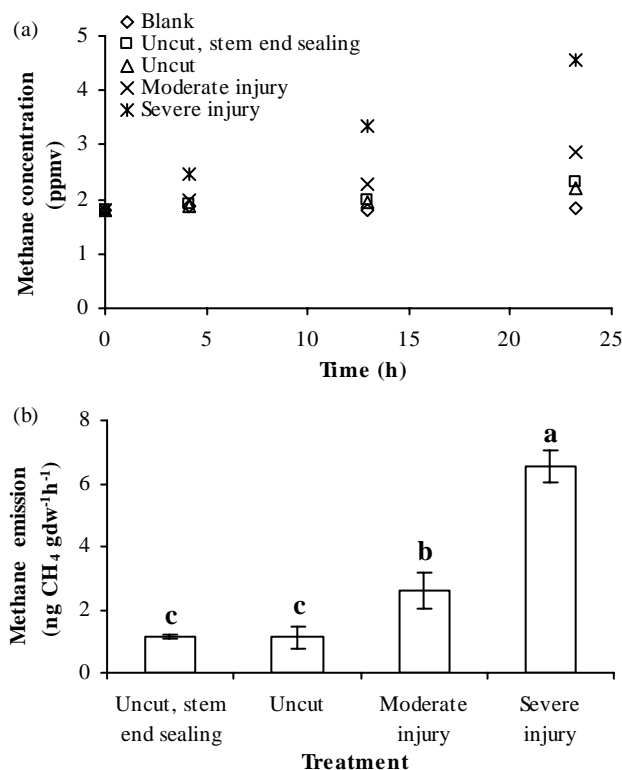 (a)
Blank
Uncut, stem end sealing
Uncut
Moderate injury
Severe injury
Methane concentration
(ppmv)
5
4
3
2
1
0
0 5 10 15 20 25
Time (h)
(b)
Methane emission
(ng CH₄ gdw⁻¹h⁻¹)
8
6
4
2
0
c
c
b
a
Uncut, stem
end sealing
Uncut
Moderate
injury
Severe
injury
Treatment